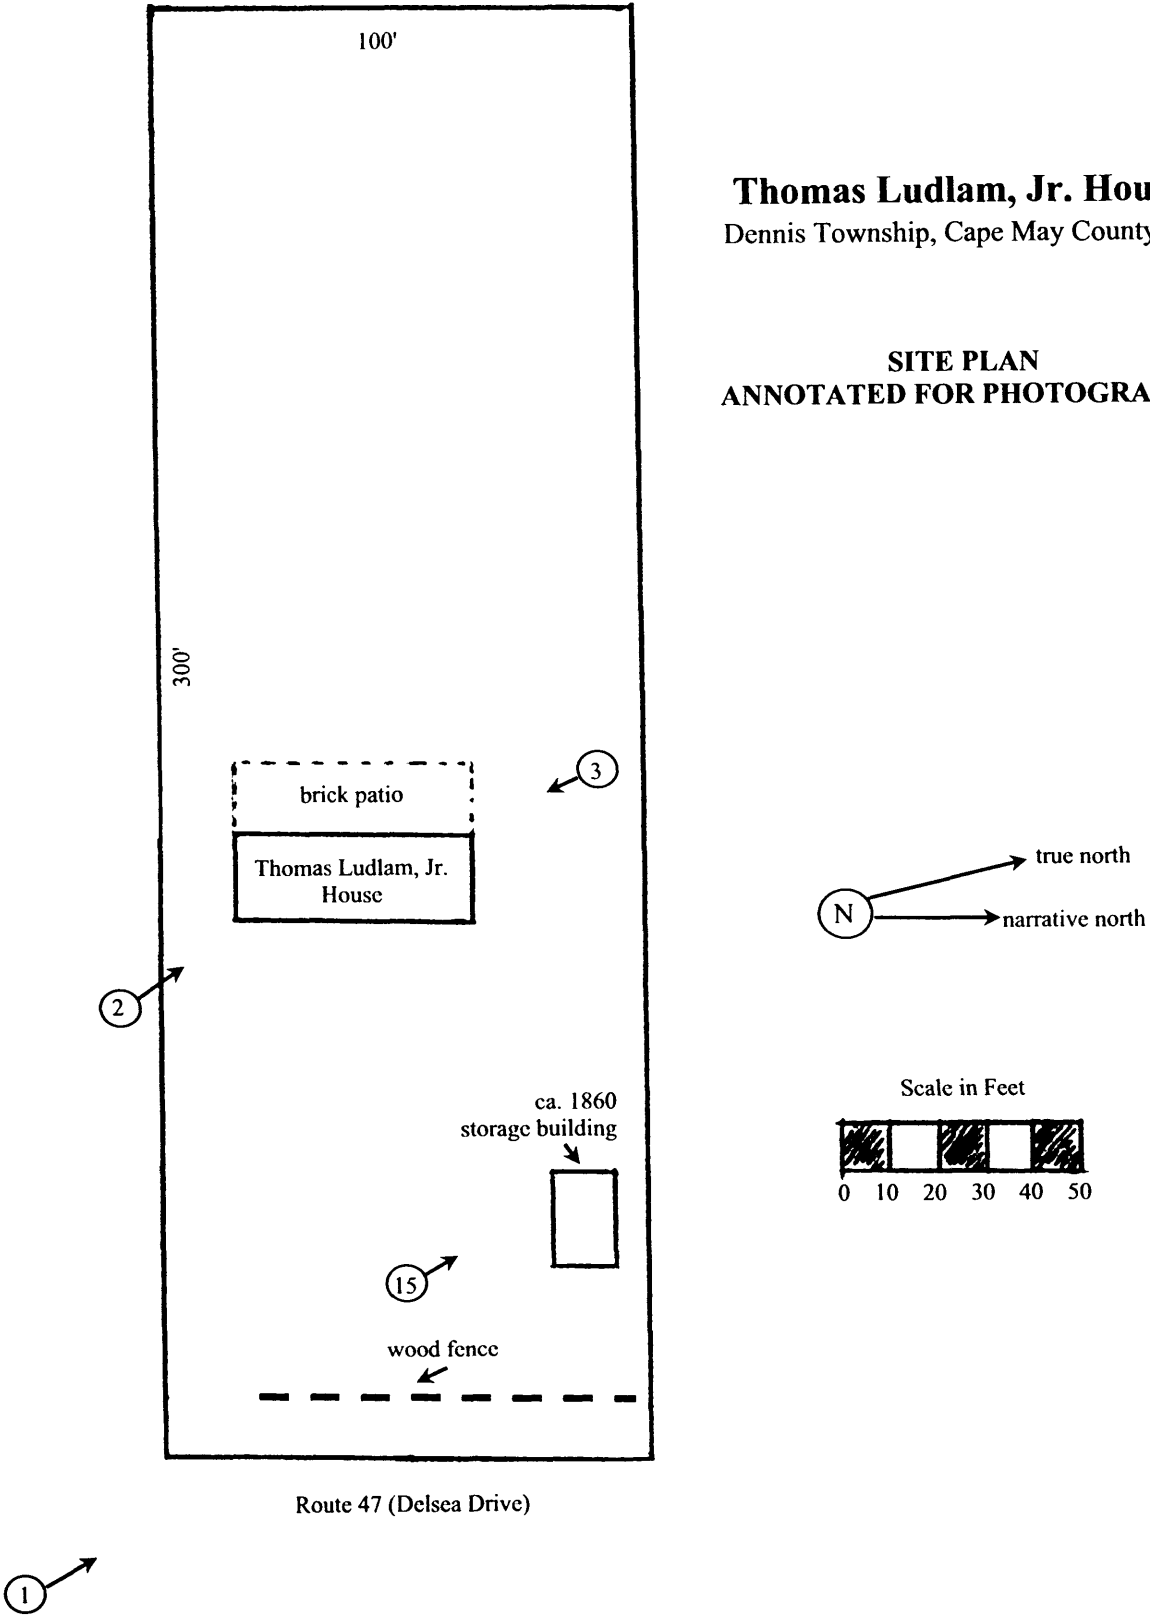 100'
Thomas Ludlam, Jr. Hou
Dennis Township, Cape May County
SITE PLAN
ANNOTATED FOR PHOTOGRA
300'
3
brick patio
Thomas Ludlam, Jr.
House
true north
N
narrative north
2
Scale in Feet
0 10 20 30 40 50
ca. 1860
storage building
15
wood fence
Route 47 (Delsea Drive)
1